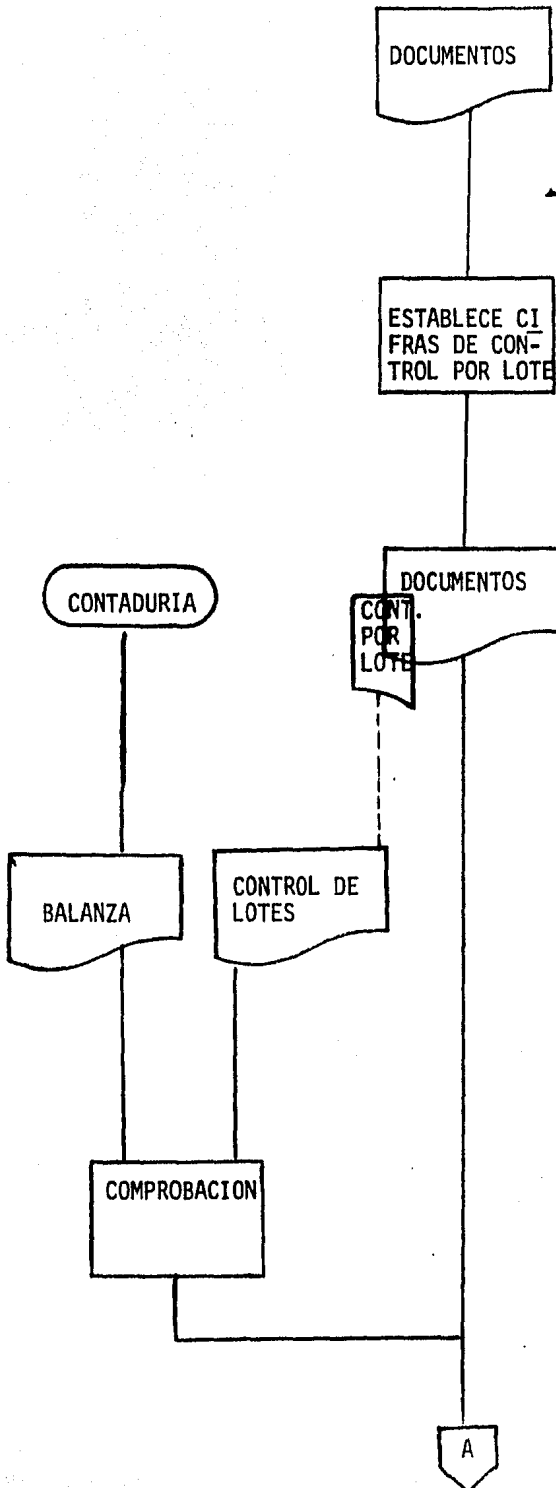 DOCUMENTOS
ESTABLECE CI
FRAS DE CON-
TROL POR LOTE
DOCUMENTOS
CONT.
POR
LOTE
CONTADURIA
BALANZA
CONTROL DE
LOTES
COMPROBACION
A